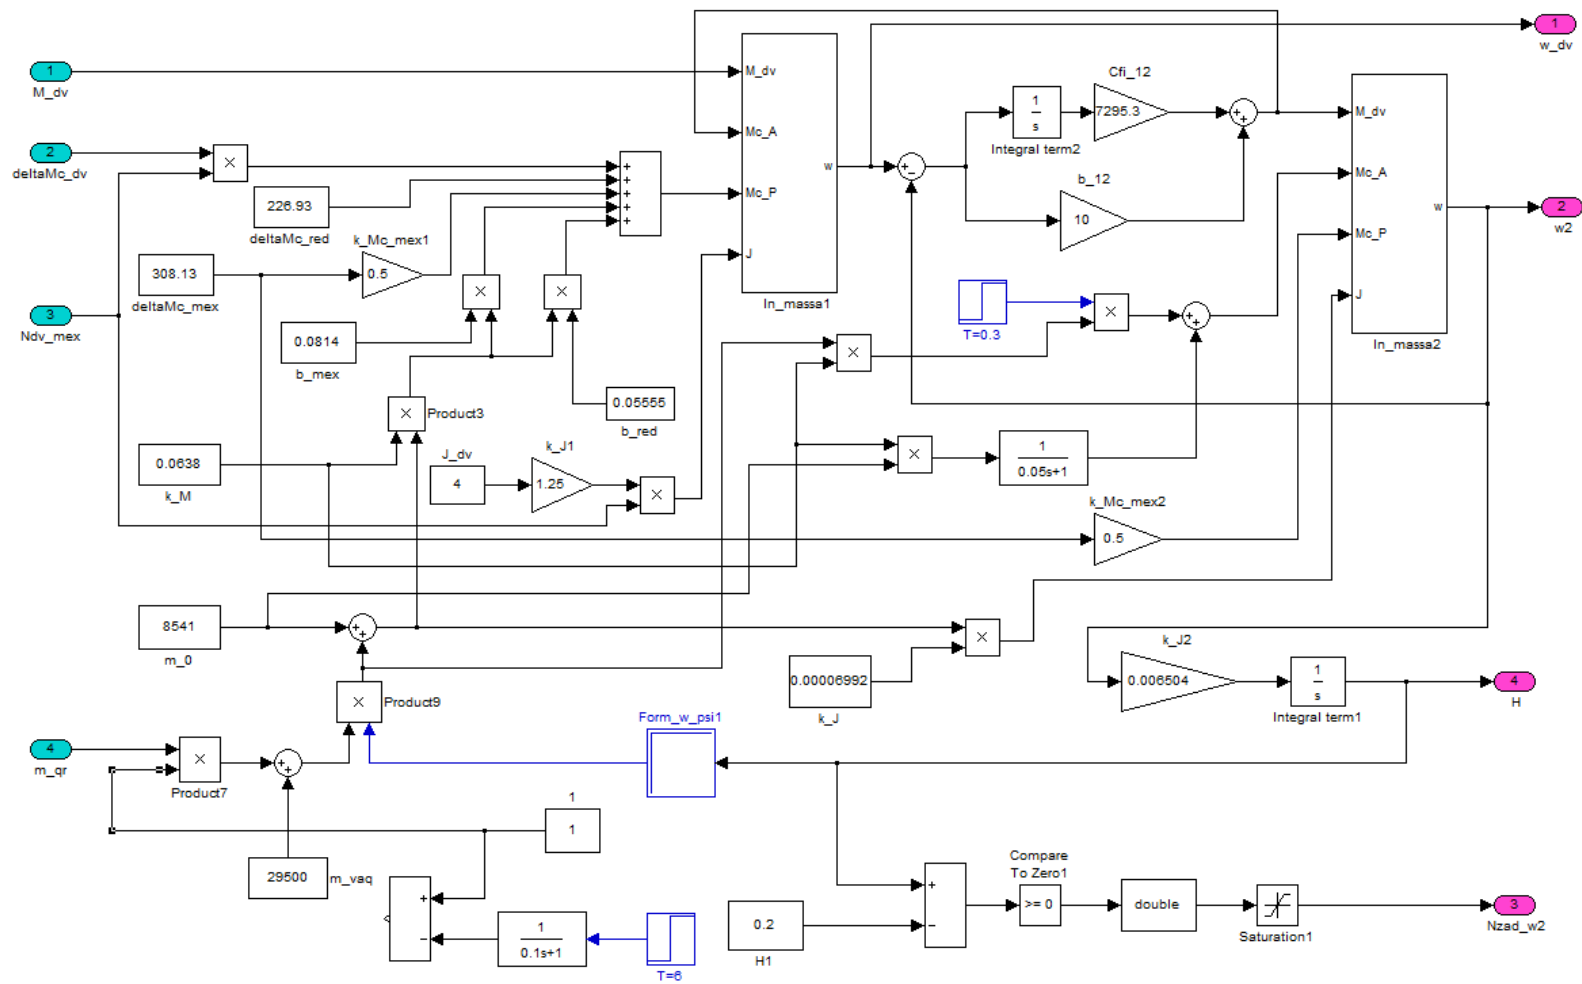 1
w_dv
1
M_dv
M_dv
Mc_A
Mc_P
J
w
In_massa1
Cfi_12
7295.3
1
s
Integral term2
b_12
10
M_dv
Mc_A
Mc_P
J
w
In_massa2
2
w2
2
deltaMc_dv
×
226.93
deltaMc_red
k_Mc_mex1
0.5
308.13
deltaMc_mex
3
Ndv_mex
×
×
0.0814
b_mex
T=0.3
×
×
×
Product3
0.05555
b_red
0.0638
k_M
J_dv
4
k_J1
1.25
×
×
1
0.05s+1
k_Mc_mex2
0.5
8541
m_0
×
0.00006992
k_J
k_J2
0.006504
1
s
Integral term1
4
H
×
Product9
Form_w_psi1
4
m_qr
×
Product7
1
1
29500
m_vaq
1
0.1s+1
T=6
0.2
H1
Compare
To Zero1
>= 0
double
Saturation1
3
Nzad_w2